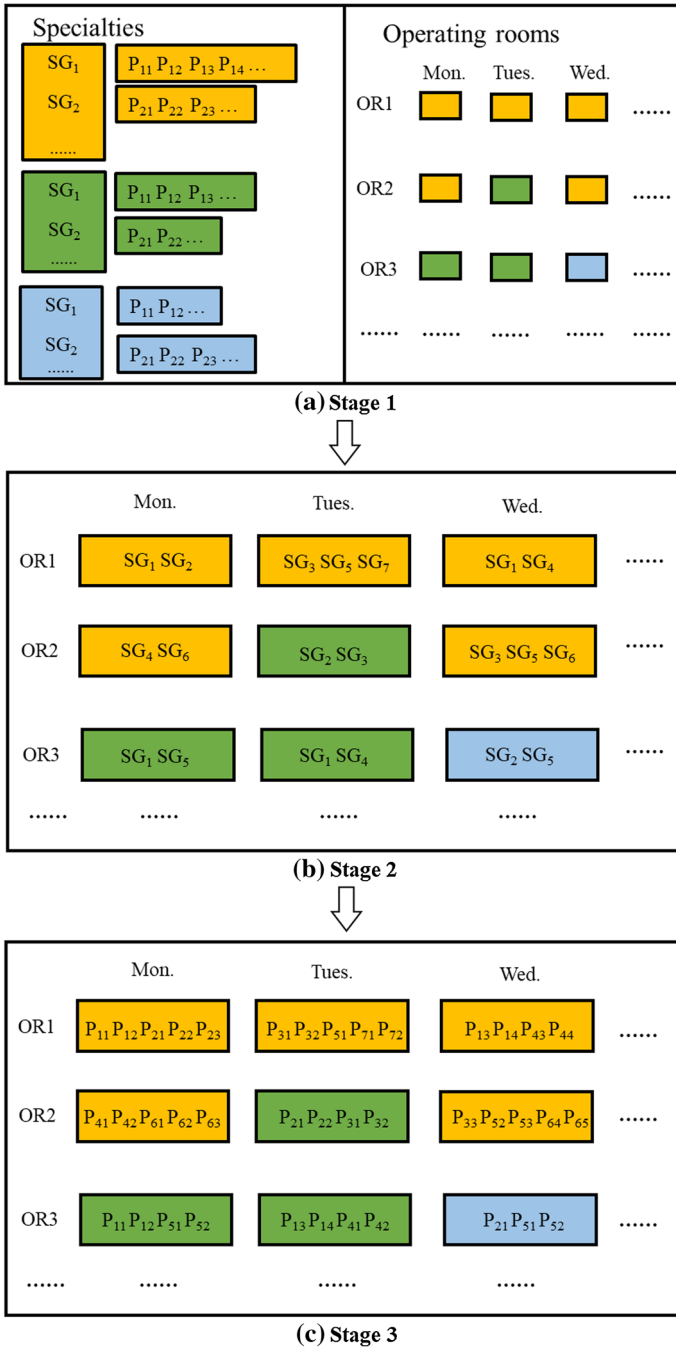 Specialties
SG₁ P₁₁ P₁₂ P₁₃ P₁₄ ...
SG₂ P₂₁ P₂₂ P₂₃ ...
......
SG₁ P₁₁ P₁₂ P₁₃ ...
SG₂ P₂₁ P₂₂ ...
......
SG₁ P₁₁ P₁₂ ...
SG₂ P₂₁ P₂₂ P₂₃ ...
......
Operating rooms
Mon. Tues. Wed.
OR1 ......
OR2 ......
OR3 ......
...... ...... ...... ...... ......
(a) Stage 1
Mon. Tues. Wed.
OR1 SG₁ SG₂ SG₃ SG₅ SG₇ SG₁ SG₄ ......
OR2 SG₄ SG₆ SG₂ SG₃ SG₃ SG₅ SG₆ ......
OR3 SG₁ SG₅ SG₁ SG₄ SG₂ SG₅ ......
...... ...... ...... ......
(b) Stage 2
Mon. Tues. Wed.
OR1 P₁₁ P₁₂ P₂₁ P₂₂ P₂₃ P₃₁ P₃₂ P₅₁ P₇₁ P₇₂ P₁₃ P₁₄ P₄₃ P₄₄ ......
OR2 P₄₁ P₄₂ P₆₁ P₆₂ P₆₃ P₂₁ P₂₂ P₃₁ P₃₂ P₃₃ P₅₂ P₅₃ P₆₄ P₆₅ ......
OR3 P₁₁ P₁₂ P₅₁ P₅₂ P₁₃ P₁₄ P₄₁ P₄₂ P₂₁ P₅₁ P₅₂ ......
...... ...... ...... ......
(c) Stage 3